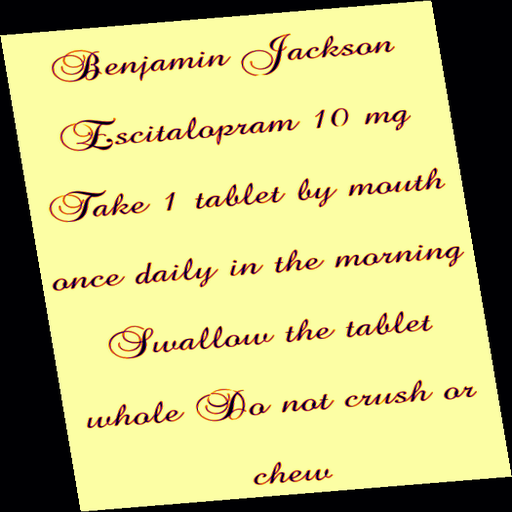 Benjamin Jackson
Escitalopram 10 mg
Take 1 tablet by mouth
once daily in the morning
Swallow the tablet
whole Do not crush or
chew